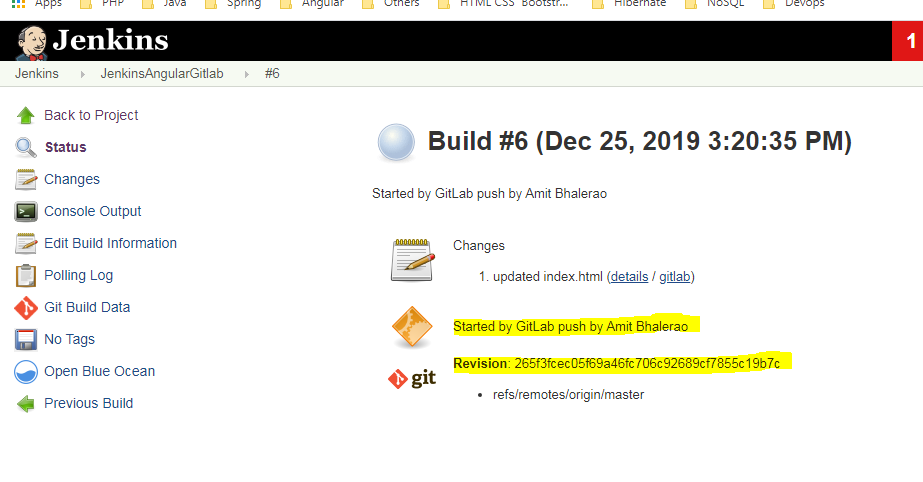 Apps PHP Java Spring Angular Others HTML CSS Bootstr... Hibernate NoSQL Devops
Jenkins
1
Jenkins JenkinsAngularGitlab #6
Back to Project
Status
Changes
Console Output
Edit Build Information
Polling Log
Git Build Data
No Tags
Open Blue Ocean
Previous Build
Build #6 (Dec 25, 2019 3:20:35 PM)
Started by GitLab push by Amit Bhalerao
Changes
1. updated index.html (details / gitlab)
Started by GitLab push by Amit Bhalerao
git
Revision: 265f3fcec05f69a46fc706c92689cf7855c19b7c
• refs/remotes/origin/master